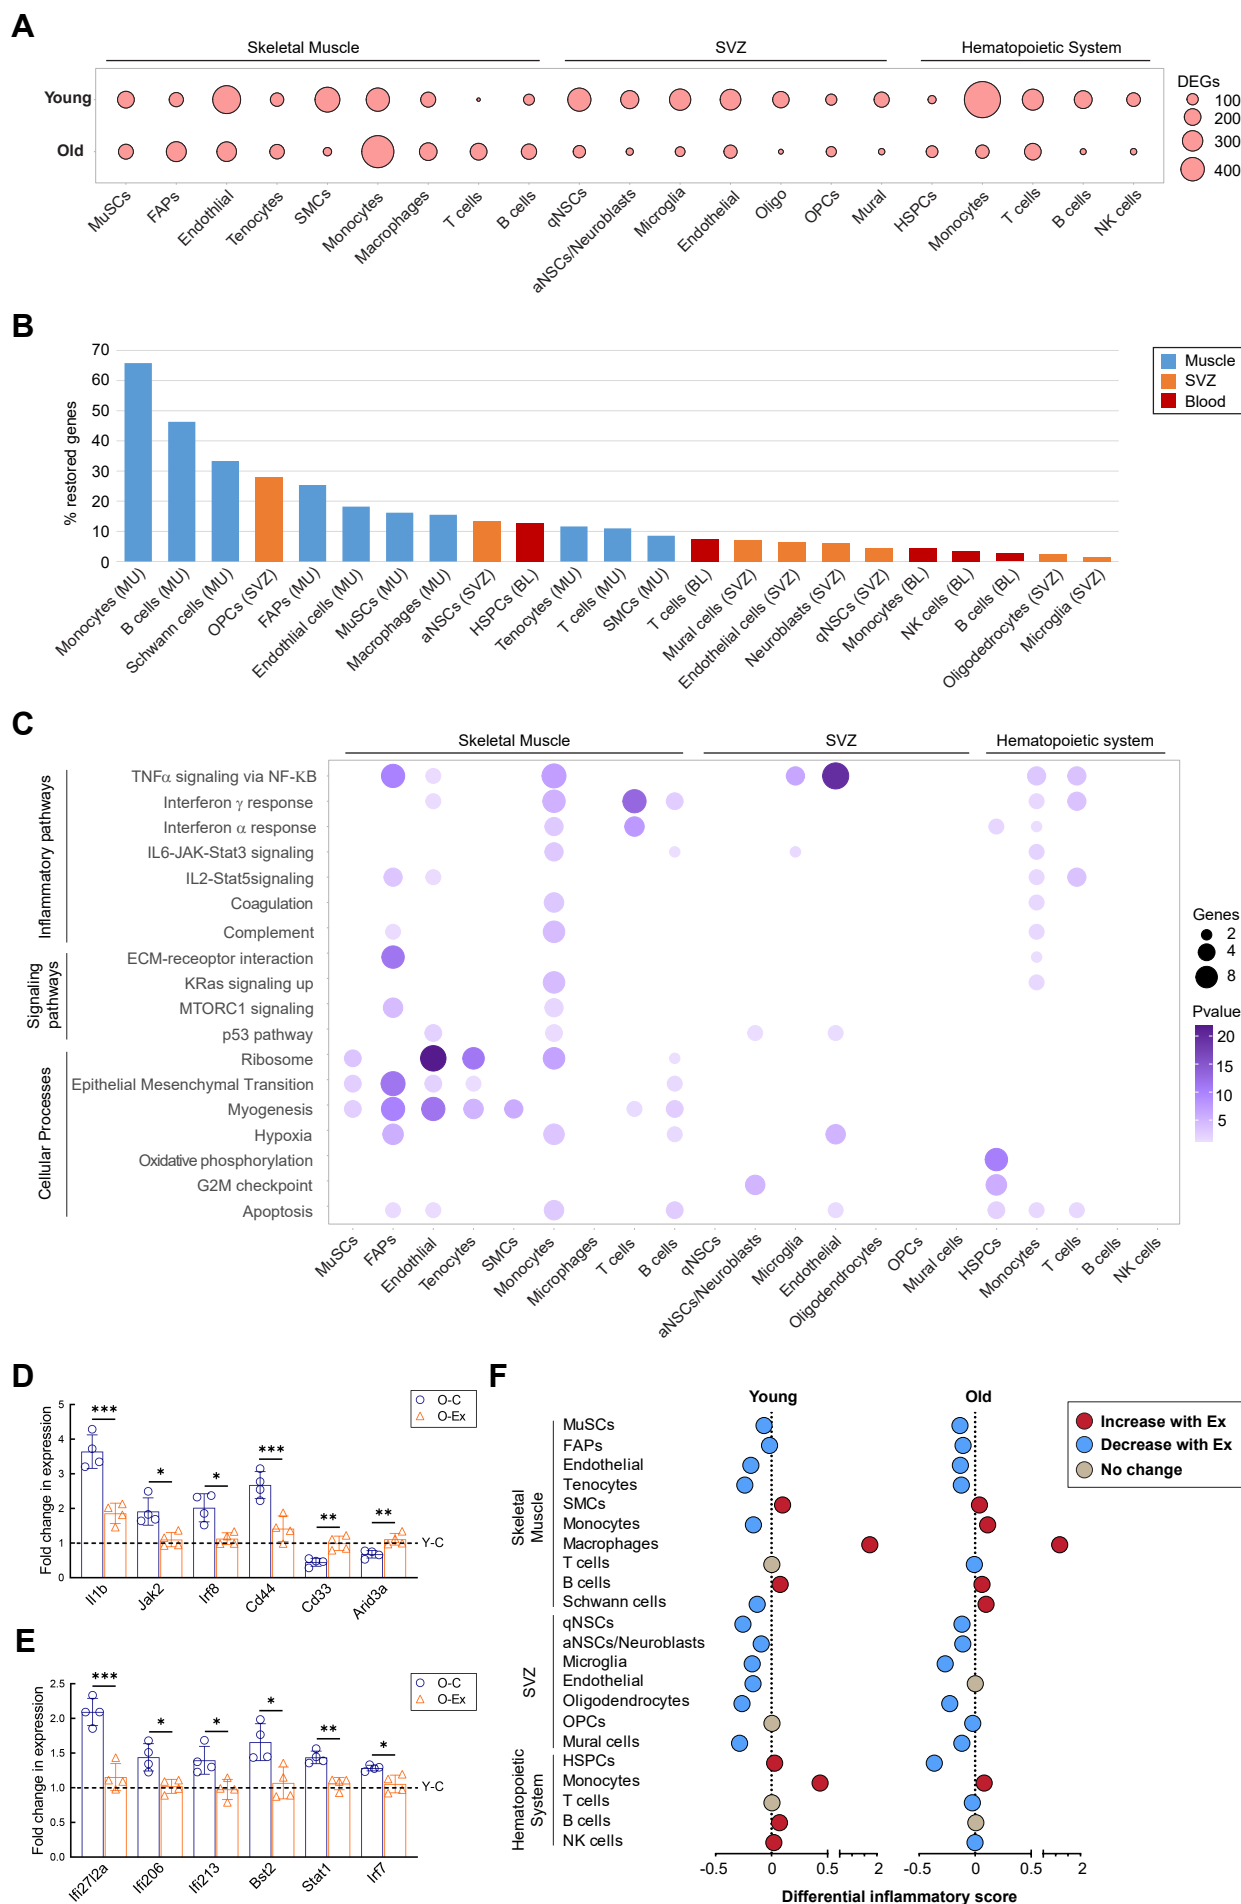 A
Skeletal Muscle
SVZ
Hematopoietic System
Young
Old
DEGs
100
200
300
400
MuSCs
FAPs
Endothlial
Tenocytes
SMCs
Monocytes
Macrophages
T cells
B cells
qNSCs
aNSCs/Neuroblasts
Microglia
Endothelial
Oligo
OPCs
Mural
HSPCs
Monocytes
T cells
B cells
NK cells
B
% restored genes
70
60
50
40
30
20
10
0
Muscle
SVZ
Blood
Monocytes (MU)
B cells (MU)
Schwann cells (MU)
OPCs (SVZ)
FAPs (MU)
Endothlial cells (MU)
MuSCs (MU)
Macrophages (MU)
aNSCs (SVZ)
HSPCs (BL)
Tenocytes (MU)
T cells (MU)
SMCs (MU)
T cells (BL)
Mural cells (SVZ)
Endothelial cells (SVZ)
Neuroblasts (SVZ)
qNSCs (SVZ)
Monocytes (BL)
NK cells (BL)
B cells (BL)
Oligodedrocytes (SVZ)
Microglia (SVZ)
C
Skeletal Muscle
SVZ
Hematopoietic system
Inflammatory pathways
TNFα signaling via NF-KB
Interferon γ response
Interferon α response
IL6-JAK-Stat3 signaling
IL2-Stat5signaling
Coagulation
Complement
Signaling
pathways
ECM-receoptor interaction
KRas signaling up
MTORC1 signaling
p53 pathway
Cellular Processes
Ribosome
Epithelial Mesenchymal Transition
Myogenesis
Hypoxia
Oxidative phosphorylation
G2M checkpoint
Apoptosis
Genes
2
4
8
Pvalue
20
15
10
5
MuSCs
FAPs
Endothlial
Tenocytes
SMCs
Monocytes
Microphages
T cells
B cells
qNSCs
aNSCs/Neuroblasts
Microglia
Endothelial
Oligodendrocytes
OPCs
Mural cells
HSPCs
Monocytes
T cells
B cells
NK cells
D
Fold change in expression
5
4
3
2
1
0
O-C
O-Ex
***
*
*
***
**
**
Y-C
Il1b
Jak2
Irf8
Cd44
Cd33
Arid3a
E
Fold change in expression
2.5
2.0
1.5
1.0
0.5
0.0
O-C
O-Ex
***
*
*
*
**
*
Y-C
Ifi27l2a
Ifi206
Ifi213
Bst2
Stat1
Irf7
F
Young
Old
Increase with Ex
Decrease with Ex
No change
Skeletal
Muscle
MuSCs
FAPs
Endothelial
Tenocytes
SMCs
Monocytes
Macrophages
T cells
B cells
Schwann cells
SVZ
qNSCs
aNSCs/Neuroblasts
Microglia
Endothelial
Oligodendrocytes
OPCs
Mural cells
Hematopoietic
System
HSPCs
Monocytes
T cells
B cells
NK cells
-0.5 0 0.5 2
-0.5 0 0.5 2
Differential inflammatory score